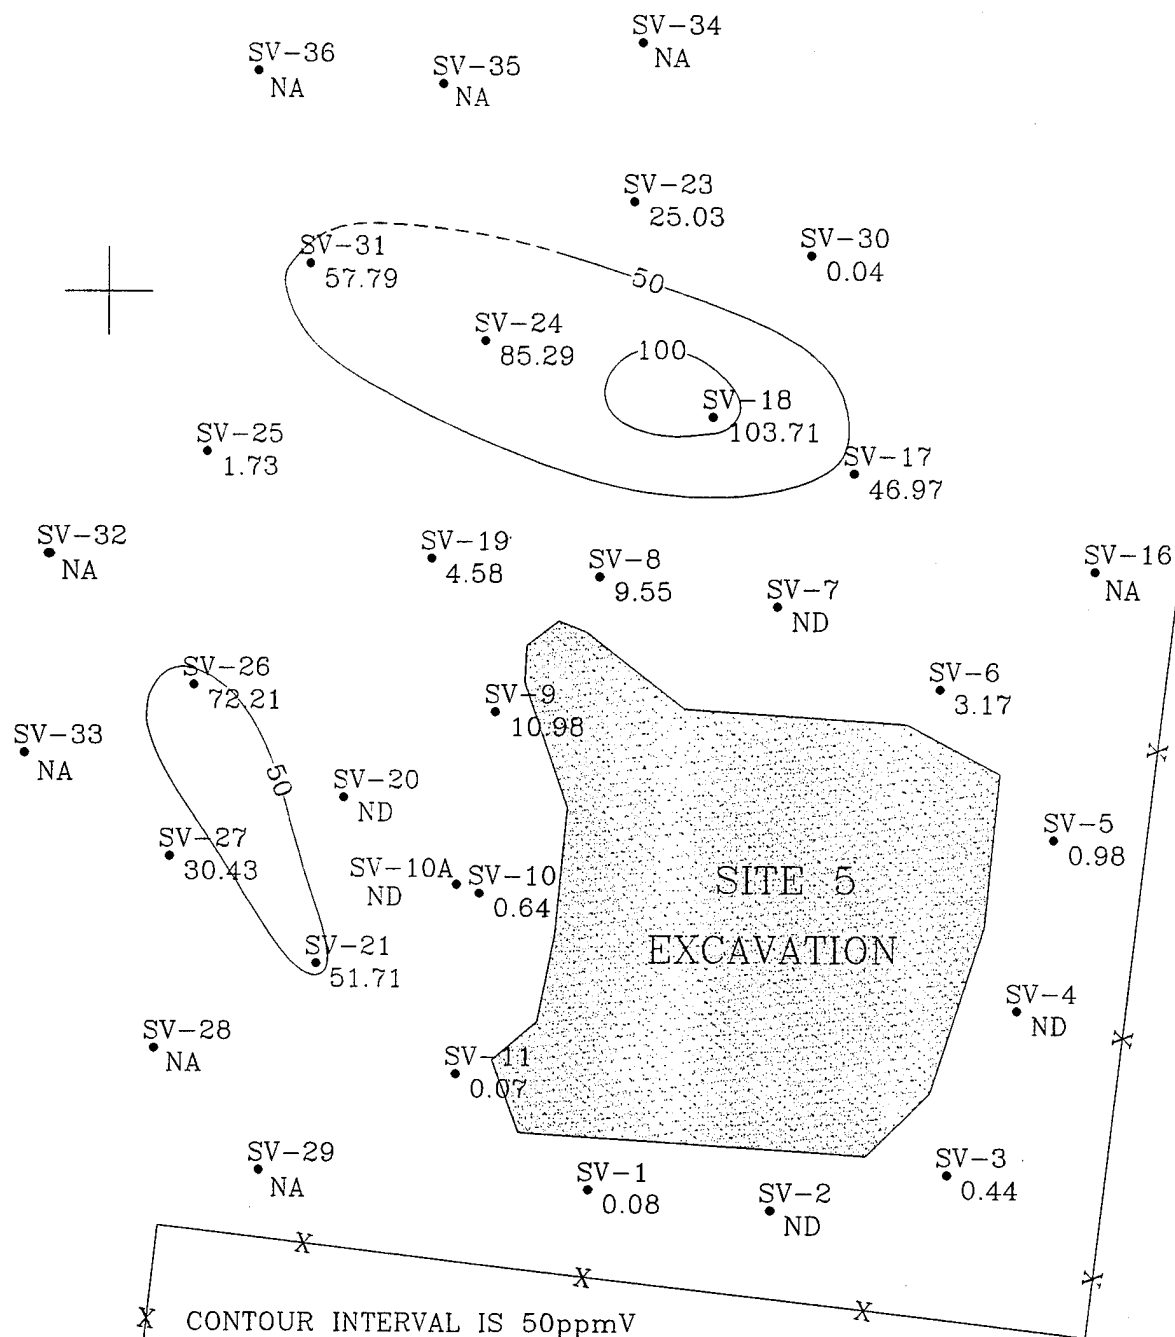 SV-34
NA
SV-36
NA
SV-35
NA
SV-23
25.03
SV-31
57.79
SV-30
0.04
50
SV-24
85.29
100
SV-18
103.71
SV-25
1.73
SV-17
46.97
SV-32
NA
SV-19
4.58
SV-8
9.55
SV-7
ND
SV-16
NA
SV-26
72.21
SV-9
10.98
SV-6
3.17
SV-33
NA
50
SV-20
ND
SV-27
30.43
SV-5
0.98
SV-10A
ND
SV-10
0.64
SITE 5
EXCAVATION
SV-21
51.71
SV-4
ND
SV-28
NA
SV-11
0.07
SV-29
NA
SV-1
0.08
SV-2
ND
SV-3
0.44
X
X
X
X
X
X
X
CONTOUR INTERVAL IS 50ppmV